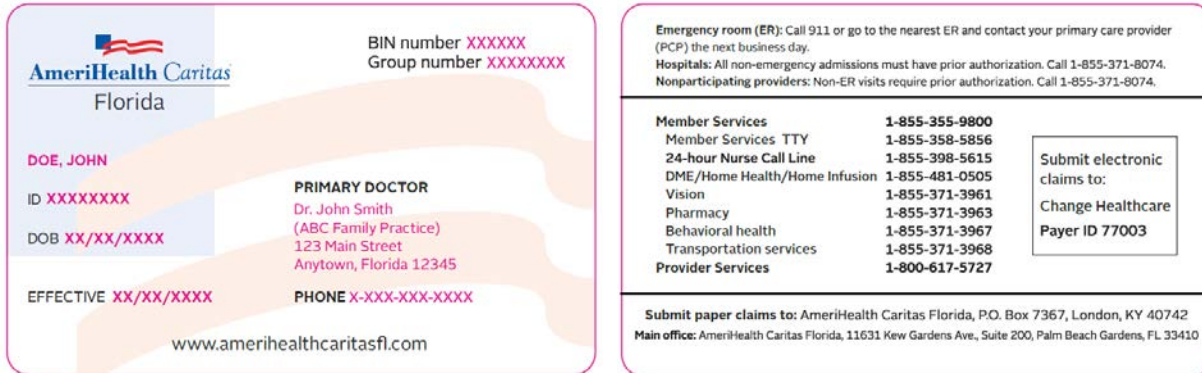 AmeriHealth Caritas
Florida
BIN number XXXXXX
Group number XXXXXXXX
DOE, JOHN
ID XXXXXXXX
DOB XX/XX/XXXX
EFFECTIVE XX/XX/XXXX
PRIMARY DOCTOR
Dr. John Smith
(ABC Family Practice)
123 Main Street
Anytown, Florida 12345
PHONE X-XXX-XXX-XXXX
www.amerihealthcaritasfl.com
Emergency room (ER): Call 911 or go to the nearest ER and contact your primary care provider
(PCP) the next business day.
Hospitals: All non-emergency admissions must have prior authorization. Call 1-855-371-8074.
Nonparticipating providers: Non-ER visits require prior authorization. Call 1-855-371-8074.
Member Services 1-855-355-9800
Member Services TTY 1-855-358-5856
24-hour Nurse Call Line 1-855-398-5615
DME/Home Health/Home Infusion 1-855-481-0505
Vision 1-855-371-3961
Pharmacy 1-855-371-3963
Behavioral health 1-855-371-3967
Transportation services 1-855-371-3968
Provider Services 1-800-617-5727
Submit electronic
claims to:
Change Healthcare
Payer ID 77003
Submit paper claims to: AmeriHealth Caritas Florida, P.O. Box 7367, London, KY 40742
Main office: AmeriHealth Caritas Florida, 11631 Kew Gardens Ave., Suite 200, Palm Beach Gardens, FL 33410